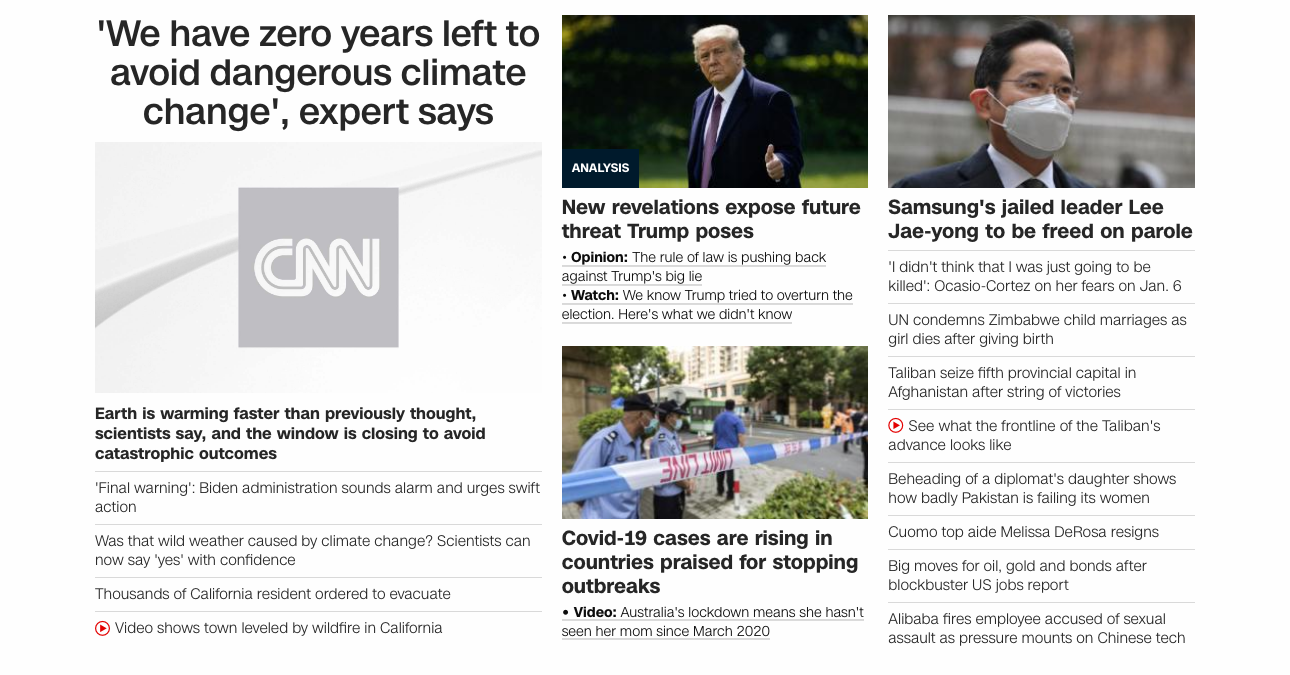 'We have zero years left to
avoid dangerous climate
change', expert says
CNN
Earth is warming faster than previously thought,
scientists say, and the window is closing to avoid
catastrophic outcomes
'Final warning': Biden administration sounds alarm and urges swift
action
Was that wild weather caused by climate change? Scientists can
now say 'yes' with confidence
Thousands of California resident ordered to evacuate
Video shows town leveled by wildfire in California
ANALYSIS
New revelations expose future
threat Trump poses
• Opinion: The rule of law is pushing back
against Trump's big lie
• Watch: We know Trump tried to overturn the
election. Here's what we didn't know
LIMIT LINE
Covid-19 cases are rising in
countries praised for stopping
outbreaks
• Video: Australia's lockdown means she hasn't
seen her mom since March 2020
Samsung's jailed leader Lee
Jae-yong to be freed on parole
'I didn't think that I was just going to be
killed': Ocasio-Cortez on her fears on Jan. 6
UN condemns Zimbabwe child marriages as
girl dies after giving birth
Taliban seize fifth provincial capital in
Afghanistan after string of victories
See what the frontline of the Taliban's
advance looks like
Beheading of a diplomat's daughter shows
how badly Pakistan is failing its women
Cuomo top aide Melissa DeRosa resigns
Big moves for oil, gold and bonds after
blockbuster US jobs report
Alibaba fires employee accused of sexual
assault as pressure mounts on Chinese tech